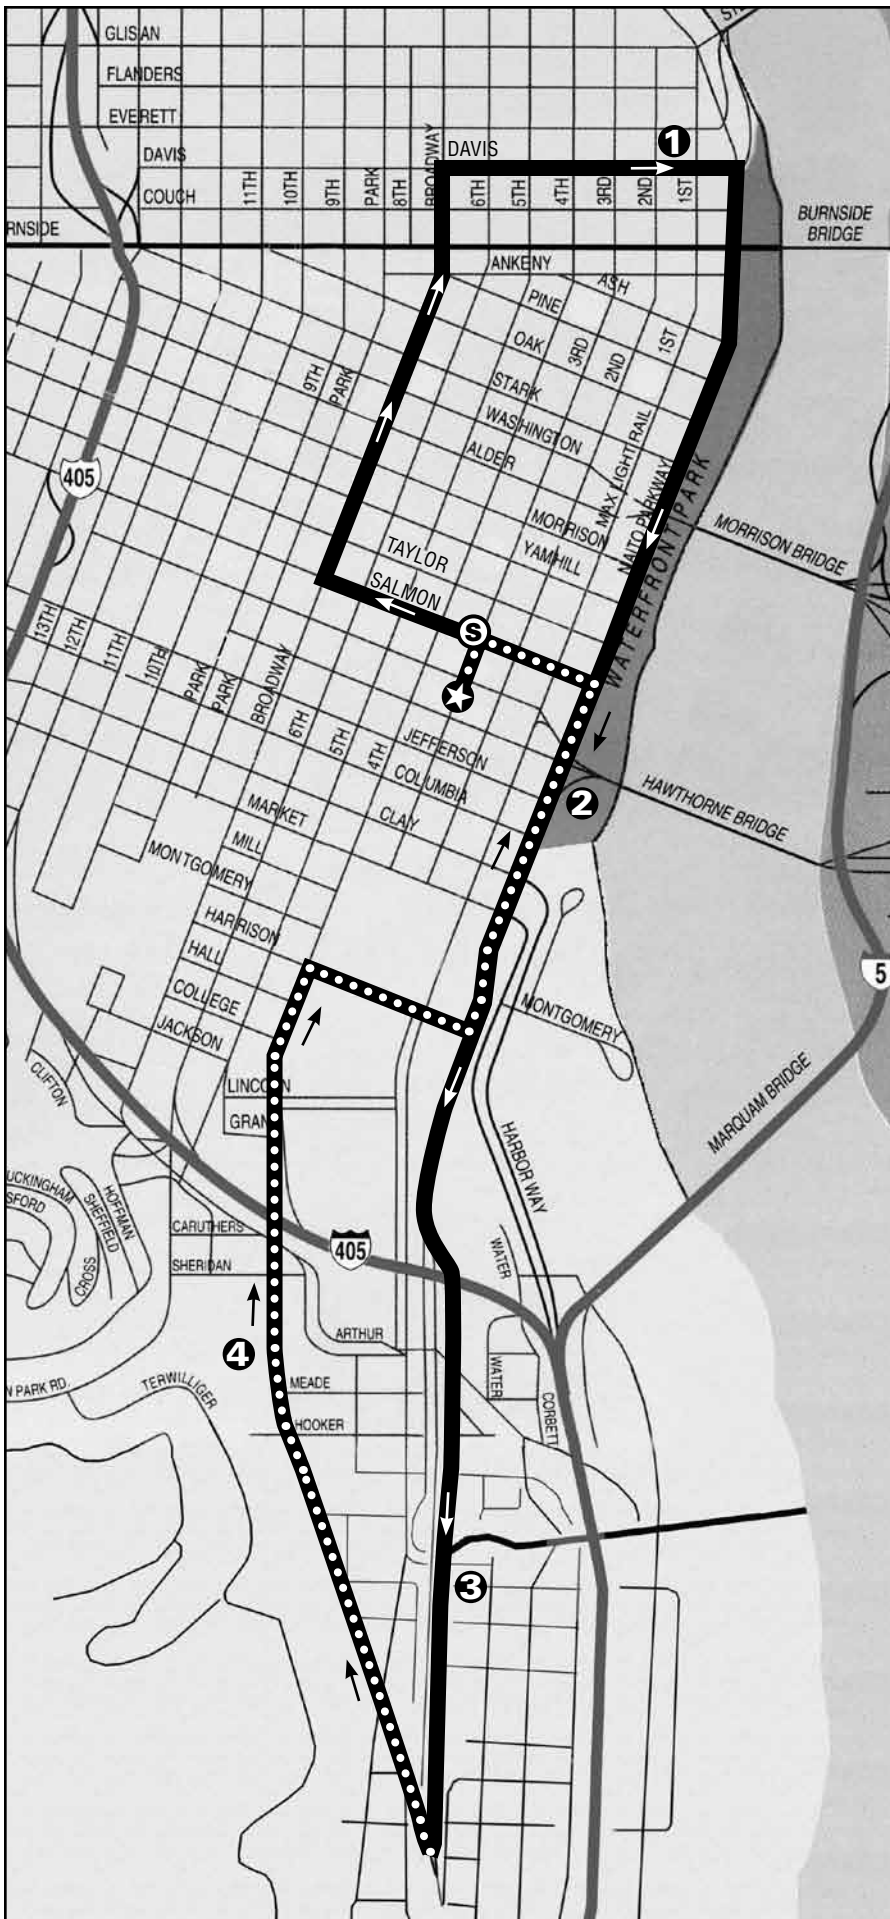 GLISAN
FLANDERS
EVERETT
DAVIS
COUCH
11TH
10TH
9TH
PARK
8TH
BROADWAY
DAVIS
1
6TH
5TH
4TH
3RD
2ND
1ST
RNSIDE
BURNSIDE
BRIDGE
ANKENY
ASH
PINE
OAK
3RD
2ND
1ST
9TH
PARK
STARK
WASHINGTON
ALDER
MAX LIGHT RAIL
NAITO PARKWAY
WATERFRONT PARK
405
MORRISON
YAMHILL
MORRISON BRIDGE
TAYLOR
SALMON
S
13TH
12TH
11TH
10TH
PARK
PARK
BROADWAY
6TH
5TH
4TH
JEFFERSON
COLUMBIA
CLAY
2
HAWTHORNE BRIDGE
MARKET
MILL
MONTGOMERY
HARRISON
HALL
COLLEGE
JACKSON
5
MONTGOMERY
CLIFTON
LINCOLN
GRAN
MARQUAM BRIDGE
HARBOR WAY
UCKINGHAM
SFORD
HOFFMAN
SHEFFIELD
CROSS
CARUTHERS
SHERIDAN
405
WATER
ARTHUR
4
N PARK RD.
TERWILLIGER
MEADE
HOOKER
WATER
CORBETT
3